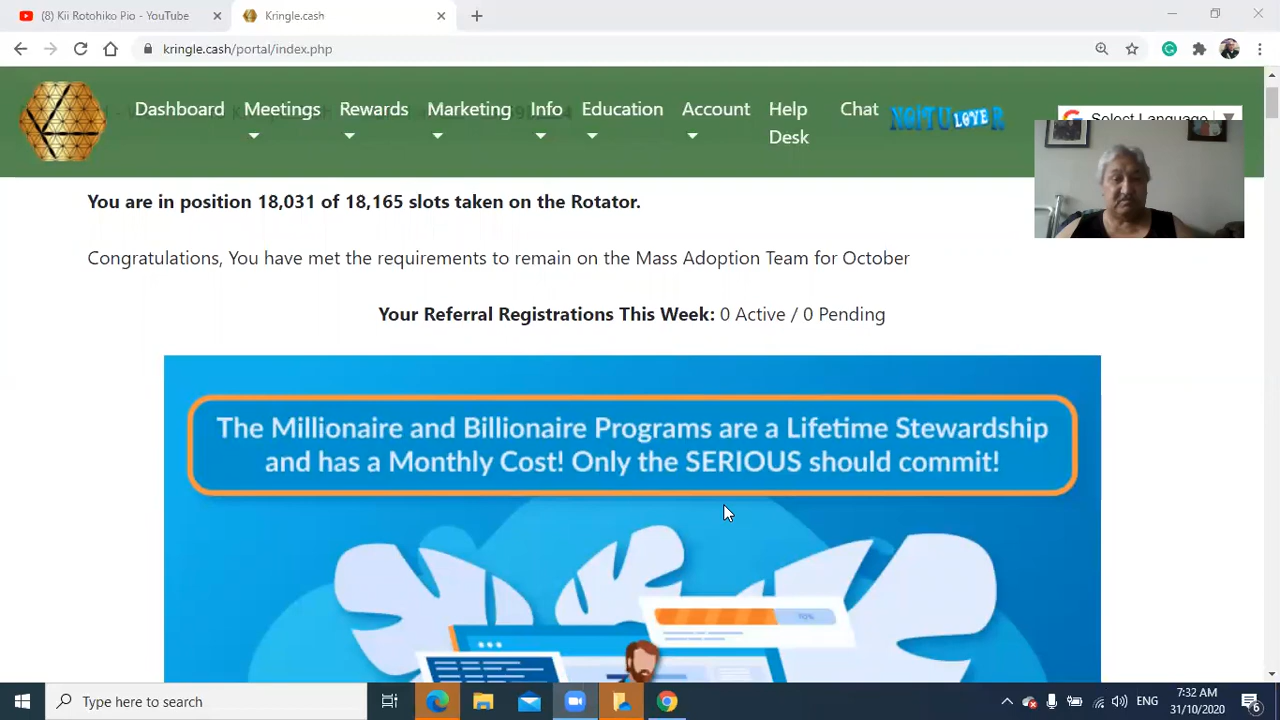 (8) Kii Rotohiko Pio - YouTube
Kringle.cash
kringle.cash/portal/index.php
Dashboard Meetings Rewards Marketing Info Education Account Help Desk Chat
Select Language
You are in position 18,031 of 18,165 slots taken on the Rotator.
Congratulations, You have met the requirements to remain on the Mass Adoption Team for October
Your Referral Registrations This Week: 0 Active / 0 Pending
The Millionaire and Billionaire Programs are a Lifetime Stewardship
and has a Monthly Cost! Only the SERIOUS should commit!
70%
Type here to search
ENG
7:32 AM
31/10/2020
6